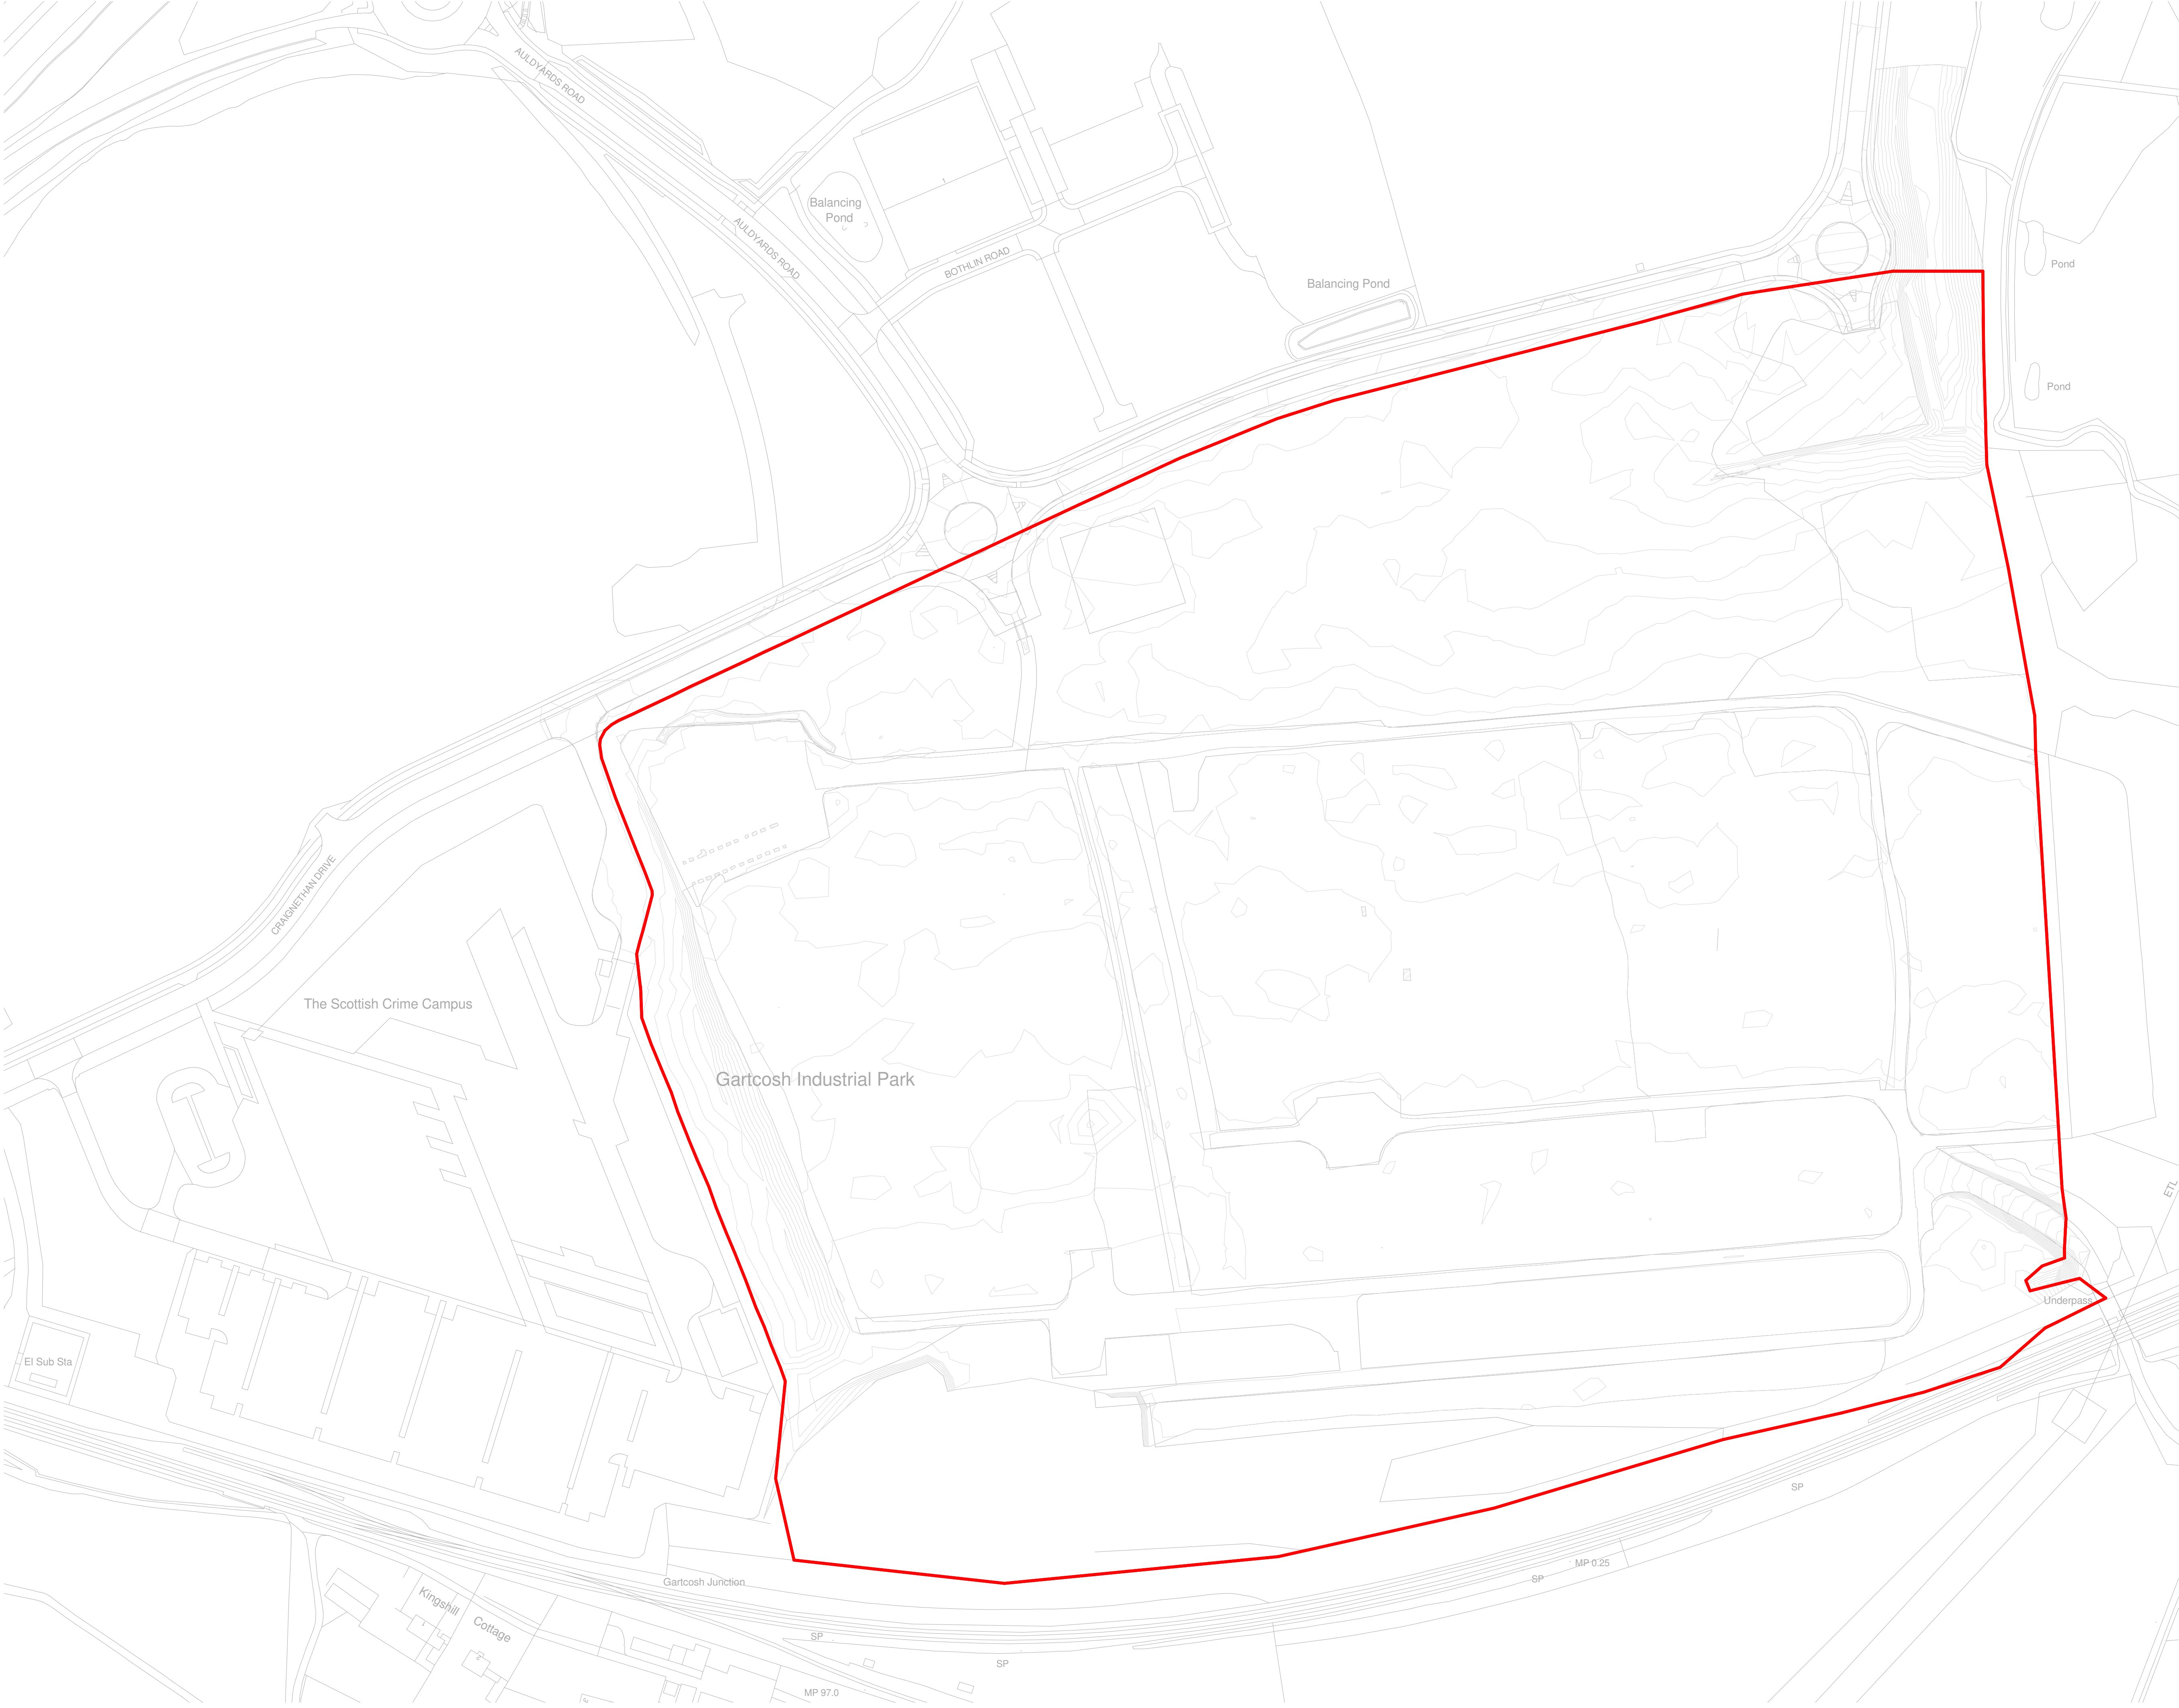 AULDYARDS ROAD
Balancing
Pond
AULDYARDS ROAD
BOTHLIN ROAD
Balancing Pond
Pond
Pond
CRAIGNETHAN DRIVE
The Scottish Crime Campus
Gartcosh Industrial Park
ETL
Underpass
El Sub Sta
SP
MP 0.25
SP
Gartcosh Junction
Kingshill
Cottage
SP
SP
MP 97.0